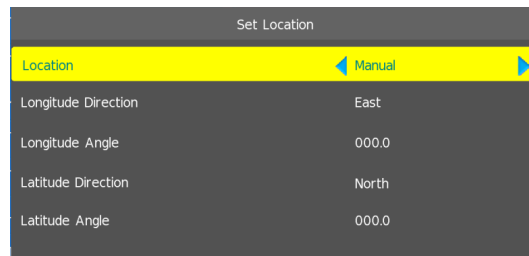 Set Location
Location Manual
Longitude Direction East
Longitude Angle 000.0
Latitude Direction North
Latitude Angle 000.0